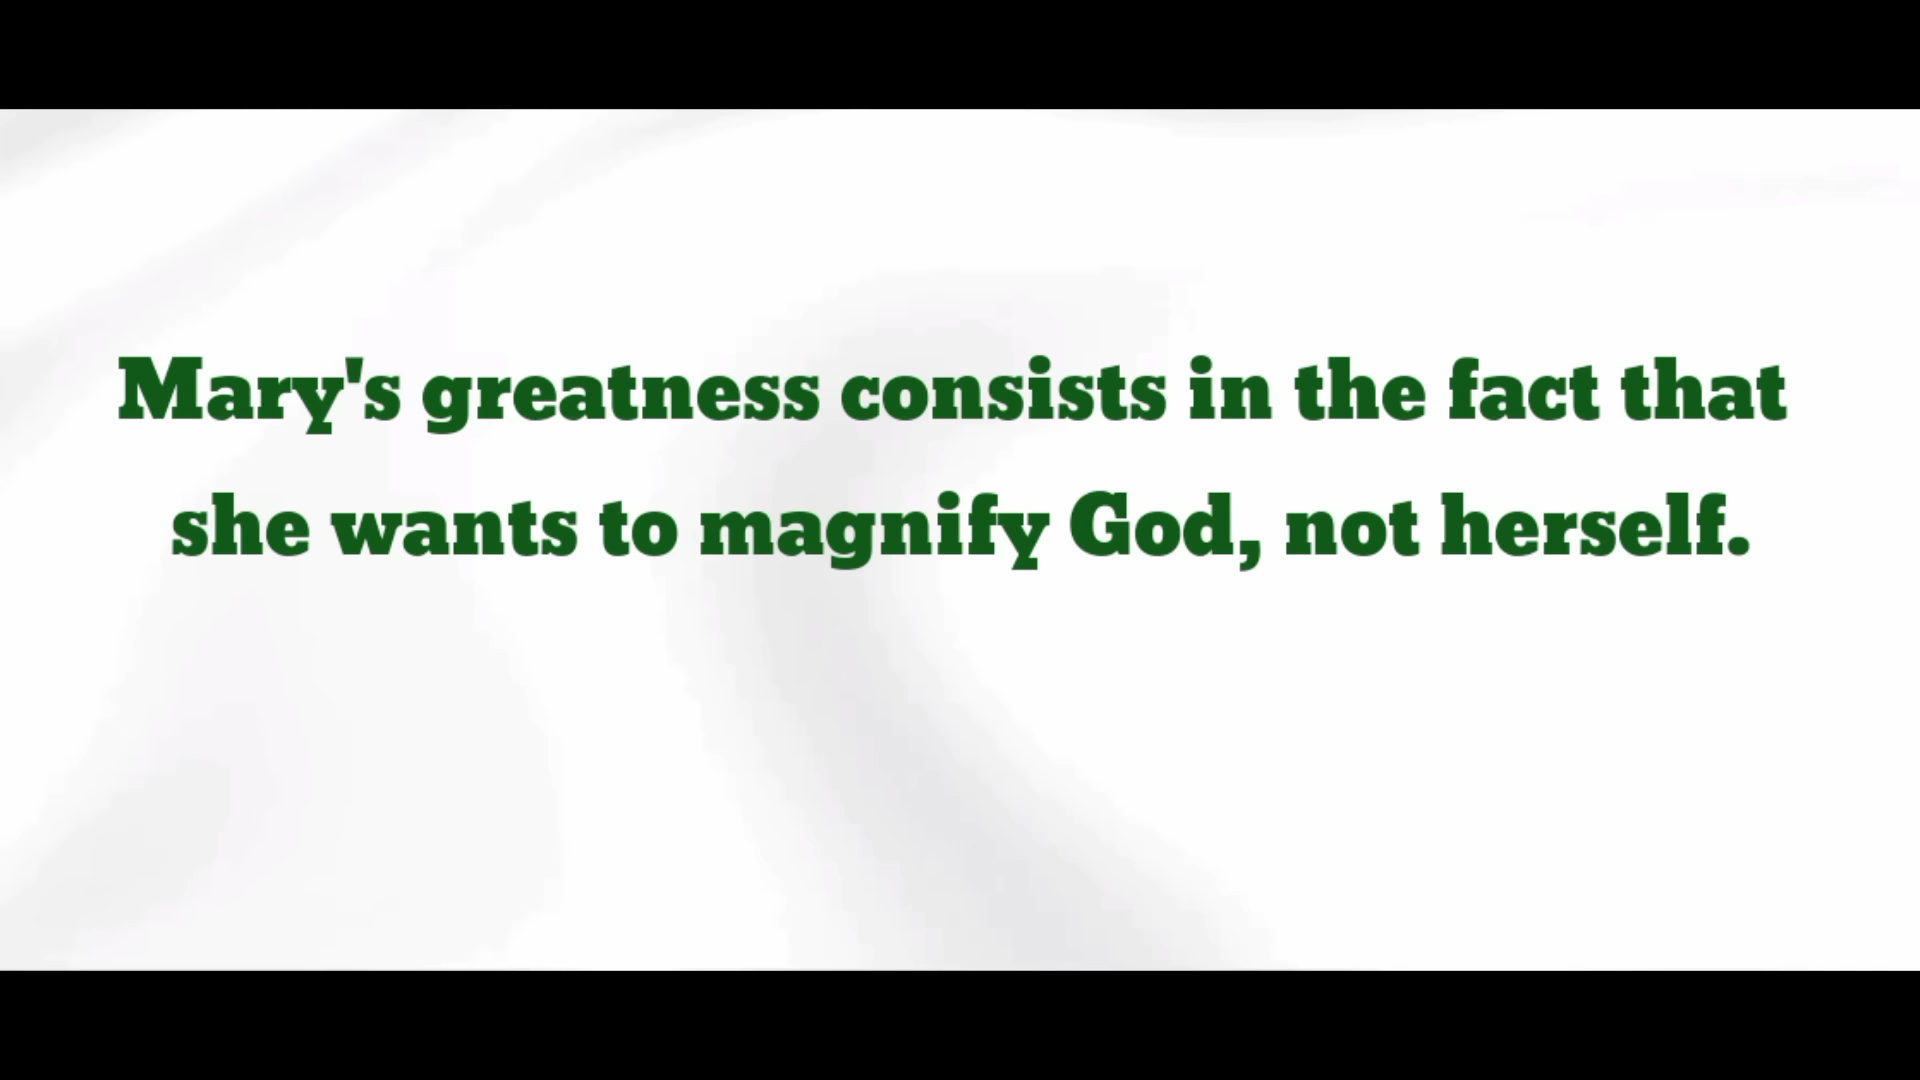 Mary's greatness consists in the fact that
she wants to magnify God, not herself.